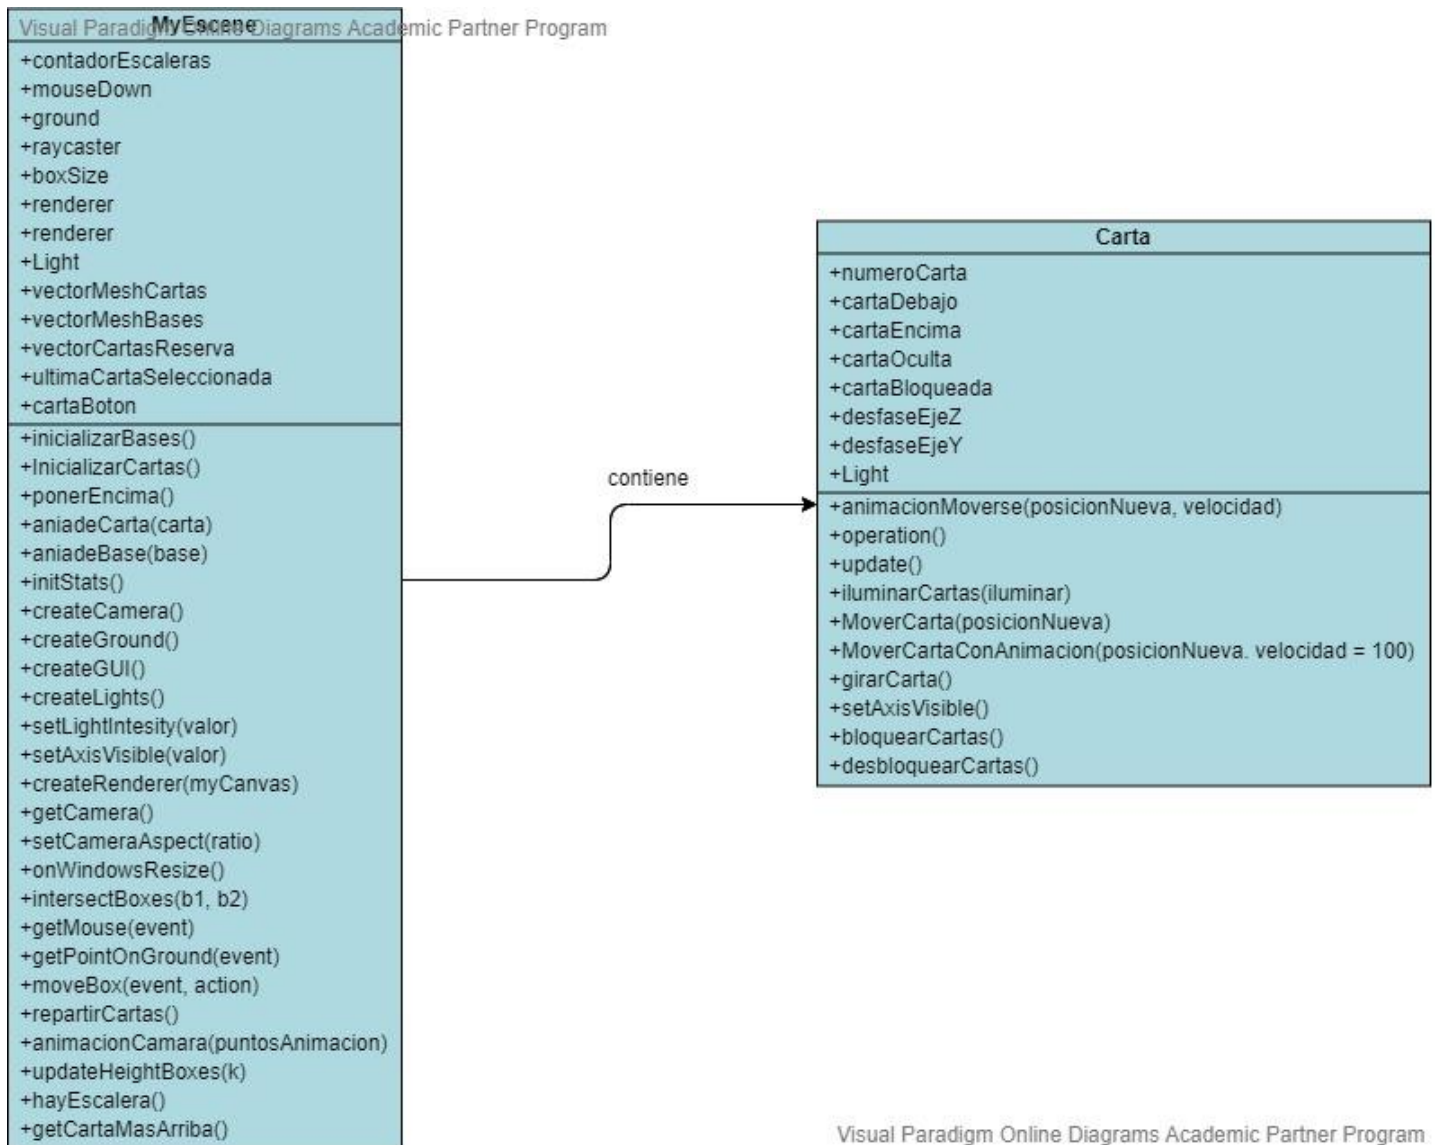 Visual Paradigm Online Diagrams Academic Partner Program
MyEscene
+contadorEscaleras
+mouseDown
+ground
+raycaster
+boxSize
+renderer
+renderer
+Light
+vectorMeshCartas
+vectorMeshBases
+vectorCartasReserva
+ultimaCartaSeleccionada
+cartaBoton
+inicializarBases()
+InicializarCartas()
+ponerEncima()
+aniadeCarta(carta)
+aniadeBase(base)
+initStats()
+createCamera()
+createGround()
+createGUI()
+createLights()
+setLightIntesity(valor)
+setAxisVisible(valor)
+createRenderer(myCanvas)
+getCamera()
+setCameraAspect(ratio)
+onWindowsResize()
+intersectBoxes(b1, b2)
+getMouse(event)
+getPointOnGround(event)
+moveBox(event, action)
+repartirCartas()
+animacionCamara(puntosAnimacion)
+updateHeightBoxes(k)
+hayEscalera()
+getCartaMasArriba()
contiene
Carta
+numeroCarta
+cartaDebajo
+cartaEncima
+cartaOculta
+cartaBloqueada
+desfaseEjeZ
+desfaseEjeY
+Light
+animacionMoverse(posicionNueva, velocidad)
+operation()
+update()
+iluminarCartas(iluminar)
+MoverCarta(posicionNueva)
+MoverCartaConAnimacion(posicionNueva. velocidad = 100)
+girarCarta()
+setAxisVisible()
+bloquearCartas()
+desbloquearCartas()
Visual Paradigm Online Diagrams Academic Partner Program